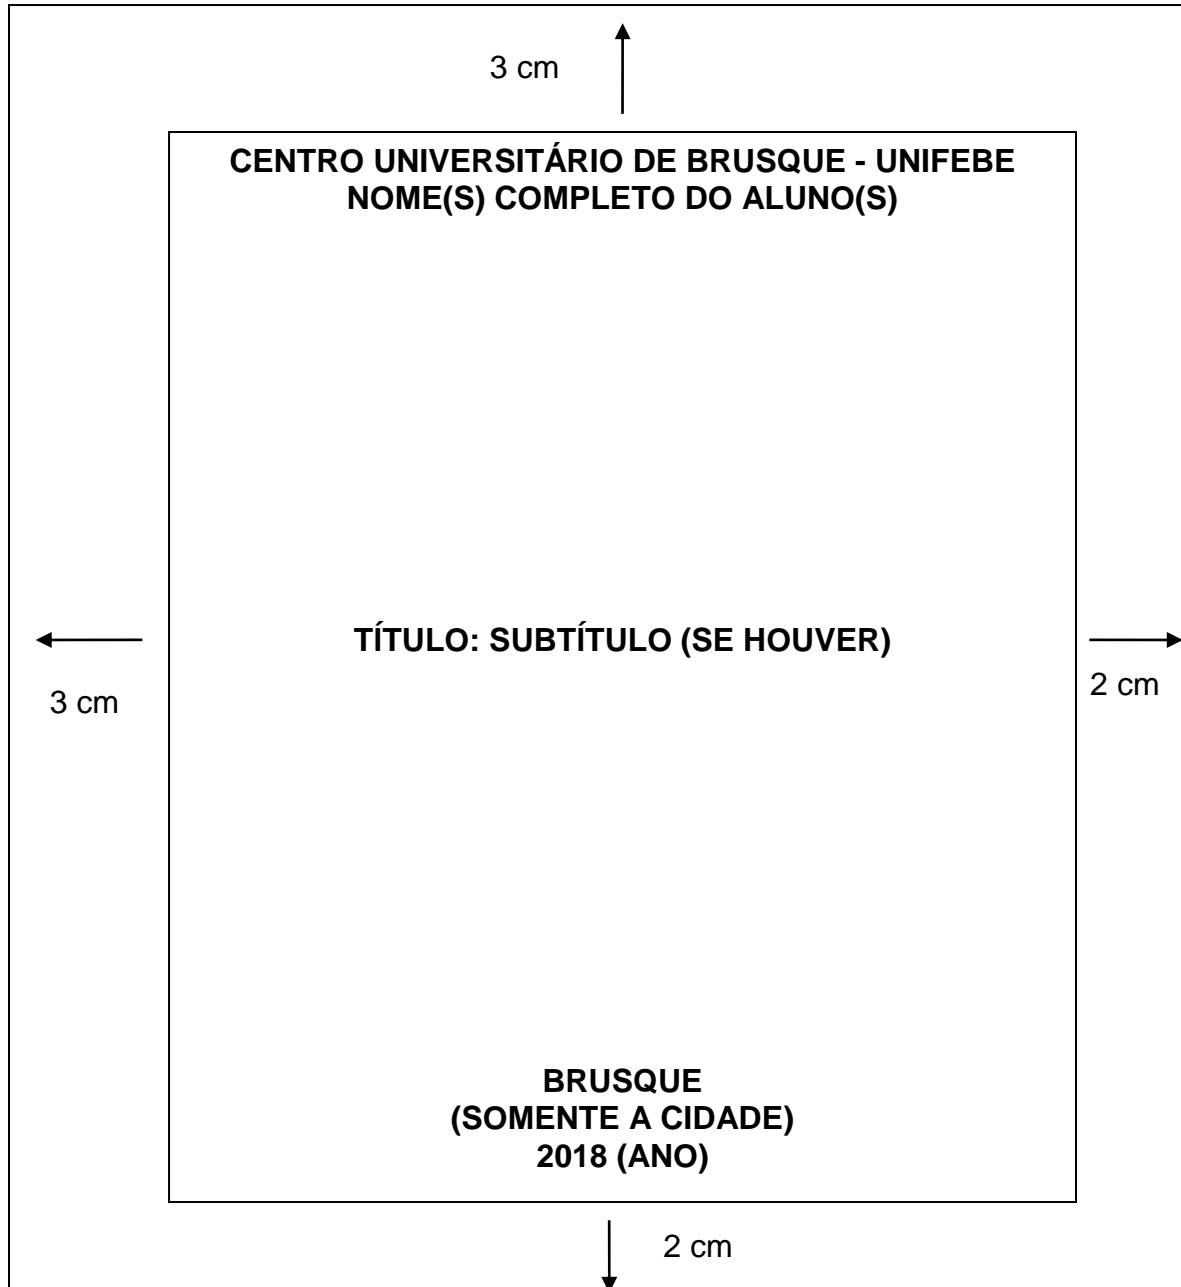 3 cm
CENTRO UNIVERSITÁRIO DE BRUSQUE - UNIFEBE
NOME(S) COMPLETO DO ALUNO(S)
TÍTULO: SUBTÍTULO (SE HOUVER)
3 cm
2 cm
BRUSQUE
(SOMENTE A CIDADE)
2018 (ANO)
2 cm